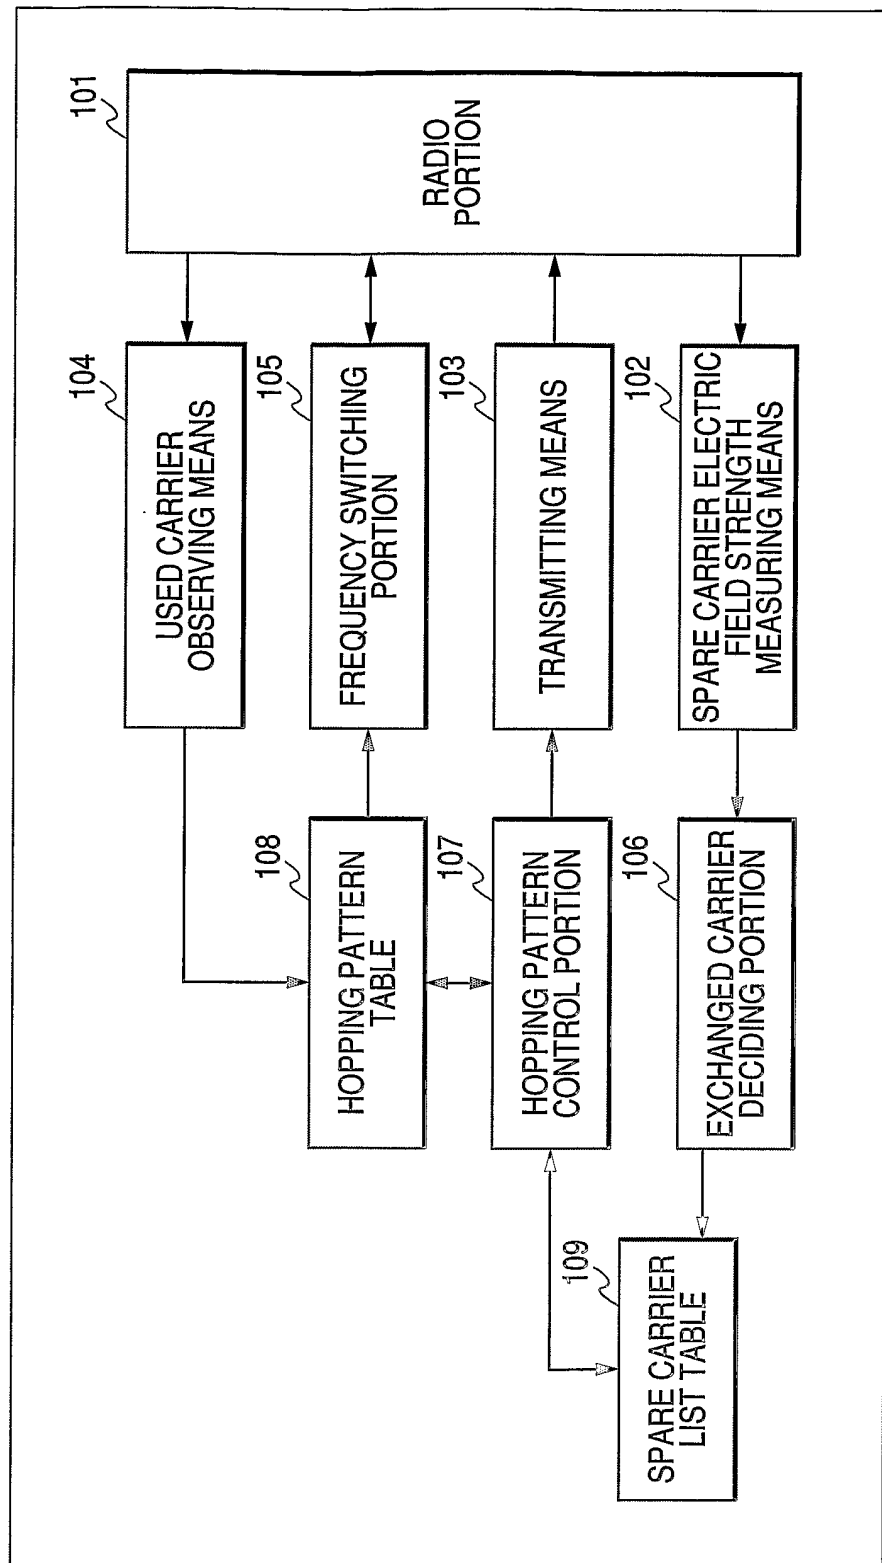 101
RADIO
PORTION
104
USED CARRIER
OBSERVING MEANS
105
FREQUENCY SWITCHING
PORTION
103
TRANSMITTING MEANS
102
SPARE CARRIER ELECTRIC
FIELD STRENGTH
MEASURING MEANS
108
HOPPING PATTERN
TABLE
107
HOPPING PATTERN
CONTROL PORTION
106
EXCHANGED CARRIER
DECIDING PORTION
109
SPARE CARRIER
LIST TABLE